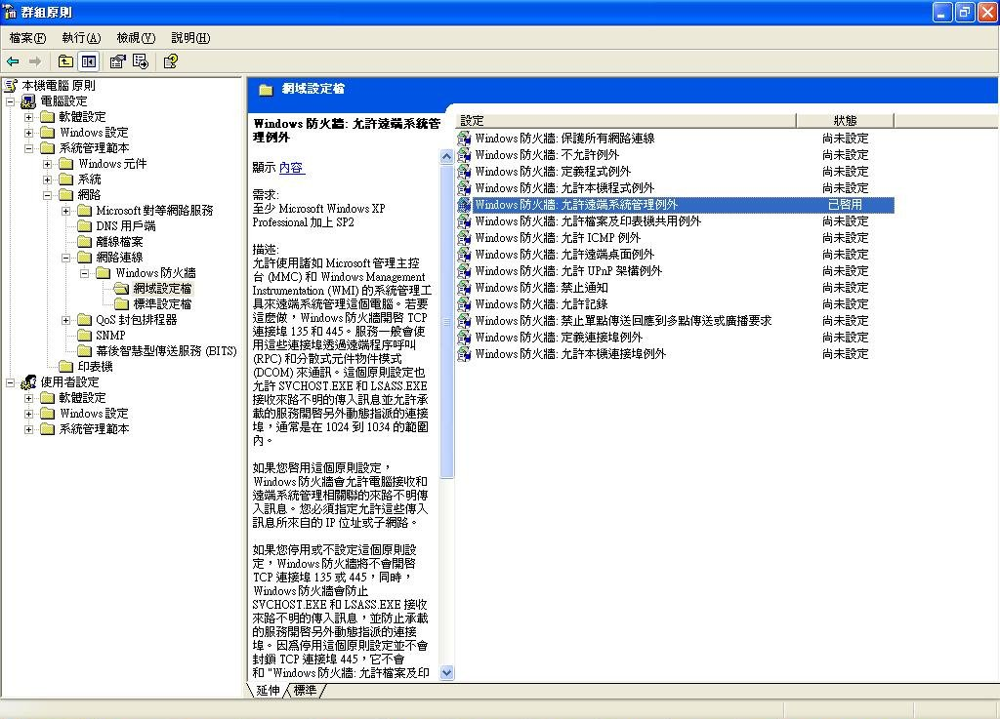 群組原則
檔案(F) 執行(A) 檢視(V) 說明(H)
本機電腦 原則
電腦設定
軟體設定
Windows 設定
系統管理範本
Windows 元件
系統
網路
Microsoft 對等網路服務
DNS 用戶端
離線檔案
網路連線
Windows 防火牆
網域設定檔
標準設定檔
QoS 封包排程器
SNMP
幕後智慧型傳送服務 (BITS)
印表機
使用者設定
軟體設定
Windows 設定
系統管理範本
網域設定檔
Windows 防火牆: 允許遠端系統管
理例外
顯示 內容
需求:
至少 Microsoft Windows XP
Professional 加上 SP2
描述:
允許使用諸如 Microsoft 管理主控
台 (MMC) 和 Windows Management
Instrumentation (WMI) 的系統管理工
具來遠端系統管理這個電腦。若要
這麼做，Windows 防火牆開啓 TCP
連接埠 135 和 445。服務一般會使
用這些連接埠透過遠端程序呼叫
(RPC) 和分散式元件物件模式
(DCOM) 來通訊。這個原則設定也
允許 SVCHOST.EXE 和 LSASS.EXE
接收來路不明的傳入訊息並允許承
載的服務開啓另外動態指派的連接
埠，通常是在 1024 到 1034 的範圍
內。
如果您啓用這個原則設定，
Windows 防火牆會允許電腦接收和
遠端系統管理相關聯的來路不明傳
入訊息。您必須指定允許這些傳入
訊息所來自的 IP 位址或子網路。
如果您停用或不設定這個原則設
定，Windows 防火牆將不會開啓
TCP 連接埠 135 或 445，同時，
Windows 防火牆會防止
SVCHOST.EXE 和 LSASS.EXE 接收
來路不明的傳入訊息，並防止承載
的服務開啓另外動態指派的連接
埠。因爲停用這個原則設定並不會
封鎖 TCP 連接埠 445，它不會
和 "Windows 防火牆: 允許檔案及印
設定 狀態
Windows 防火牆: 保護所有網路連線 尚未設定
Windows 防火牆: 不允許例外 尚未設定
Windows 防火牆: 定義程式例外 尚未設定
Windows 防火牆: 允許本機程式例外 尚未設定
Windows 防火牆: 允許遠端系統管理例外 已啓用
Windows 防火牆: 允許檔案及印表機共用例外 尚未設定
Windows 防火牆: 允許 ICMP 例外 尚未設定
Windows 防火牆: 允許遠端桌面例外 尚未設定
Windows 防火牆: 允許 UPnP 架構例外 尚未設定
Windows 防火牆: 禁止通知 尚未設定
Windows 防火牆: 允許記錄 尚未設定
Windows 防火牆: 禁止單點傳送回應到多點傳送或廣播要求 尚未設定
Windows 防火牆: 定義連接埠例外 尚未設定
Windows 防火牆: 允許本機連接埠例外 尚未設定
延伸 標準